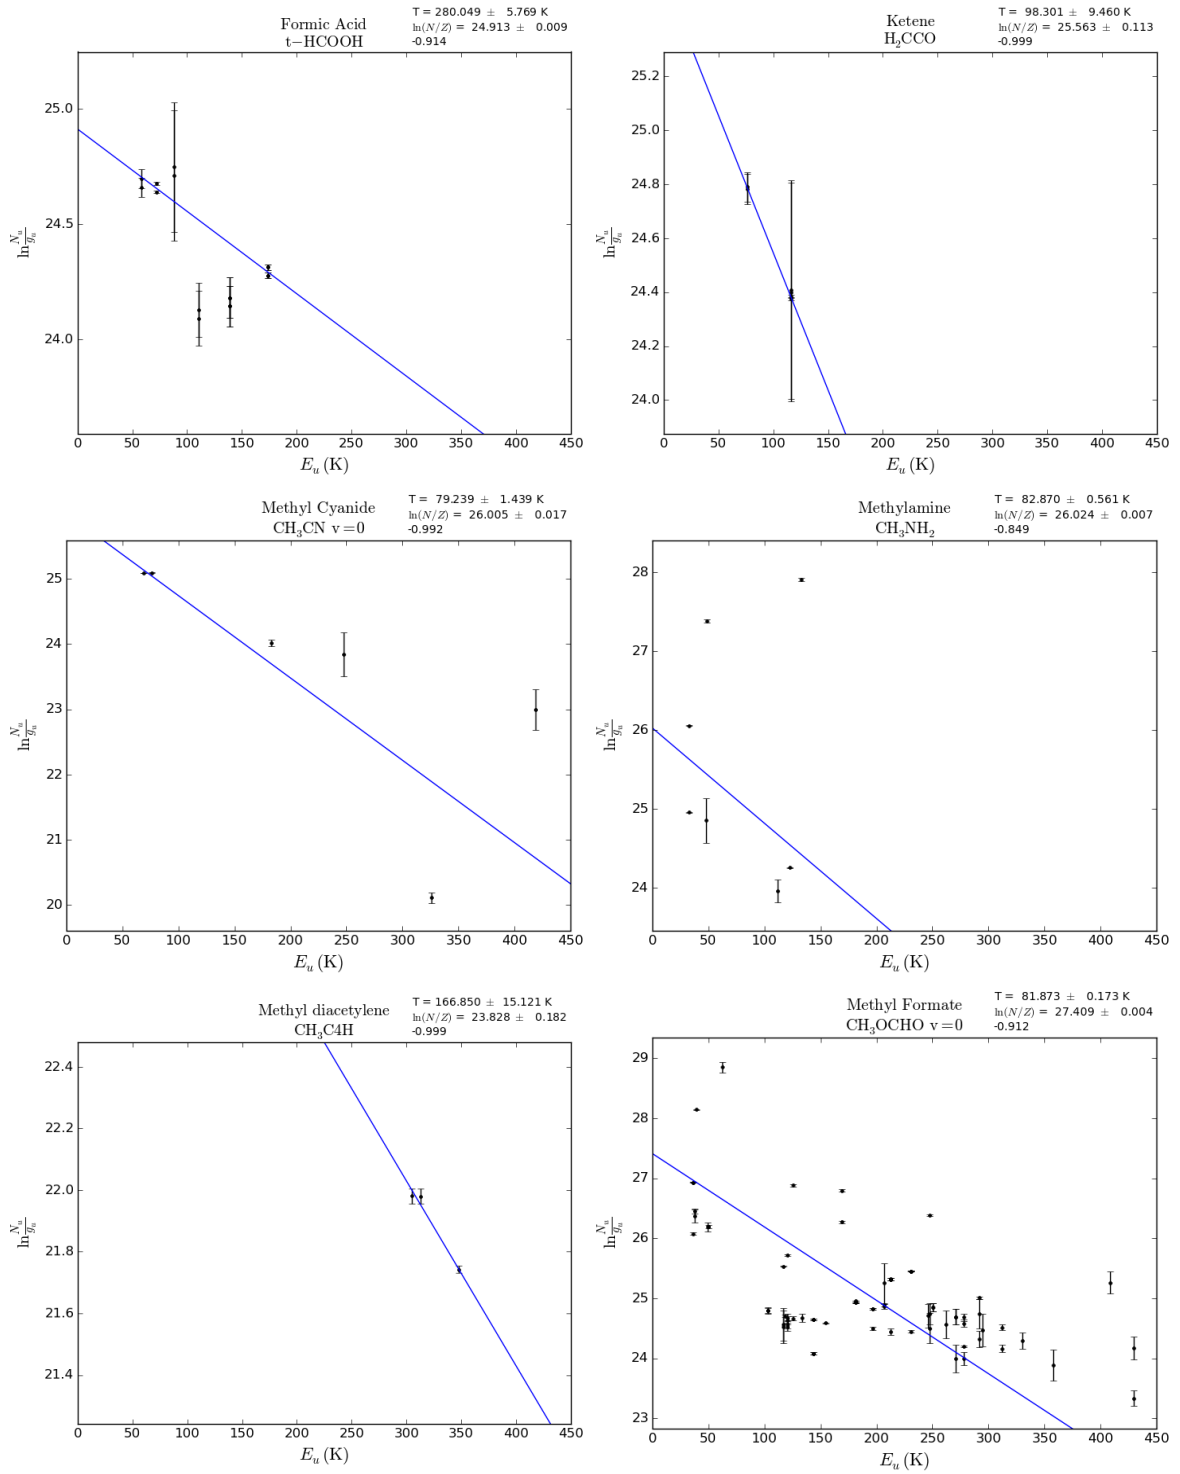 Formic Acid
t−HCOOH
T = 280.049 ± 5.769 K
ln(N/Z) = 24.913 ± 0.009
-0.914
25.0
24.5
24.0
ln N_u/g_u
0 50 100 150 200 250 300 350 400 450
E_u (K)
Ketene
H₂CCO
T = 98.301 ± 9.460 K
ln(N/Z) = 25.563 ± 0.113
-0.999
25.2
25.0
24.8
24.6
24.4
24.2
24.0
ln N_u/g_u
0 50 100 150 200 250 300 350 400 450
E_u (K)
Methyl Cyanide
CH₃CN v=0
T = 79.239 ± 1.439 K
ln(N/Z) = 26.005 ± 0.017
-0.992
25
24
23
22
21
20
ln N_u/g_u
0 50 100 150 200 250 300 350 400 450
E_u (K)
Methylamine
CH₃NH₂
T = 82.870 ± 0.561 K
ln(N/Z) = 26.024 ± 0.007
-0.849
28
27
26
25
24
ln N_u/g_u
0 50 100 150 200 250 300 350 400 450
E_u (K)
Methyl diacetylene
CH₃C4H
T = 166.850 ± 15.121 K
ln(N/Z) = 23.828 ± 0.182
-0.999
22.4
22.2
22.0
21.8
21.6
21.4
ln N_u/g_u
0 50 100 150 200 250 300 350 400 450
E_u (K)
Methyl Formate
CH₃OCHO v=0
T = 81.873 ± 0.173 K
ln(N/Z) = 27.409 ± 0.004
-0.912
29
28
27
26
25
24
23
ln N_u/g_u
0 50 100 150 200 250 300 350 400 450
E_u (K)